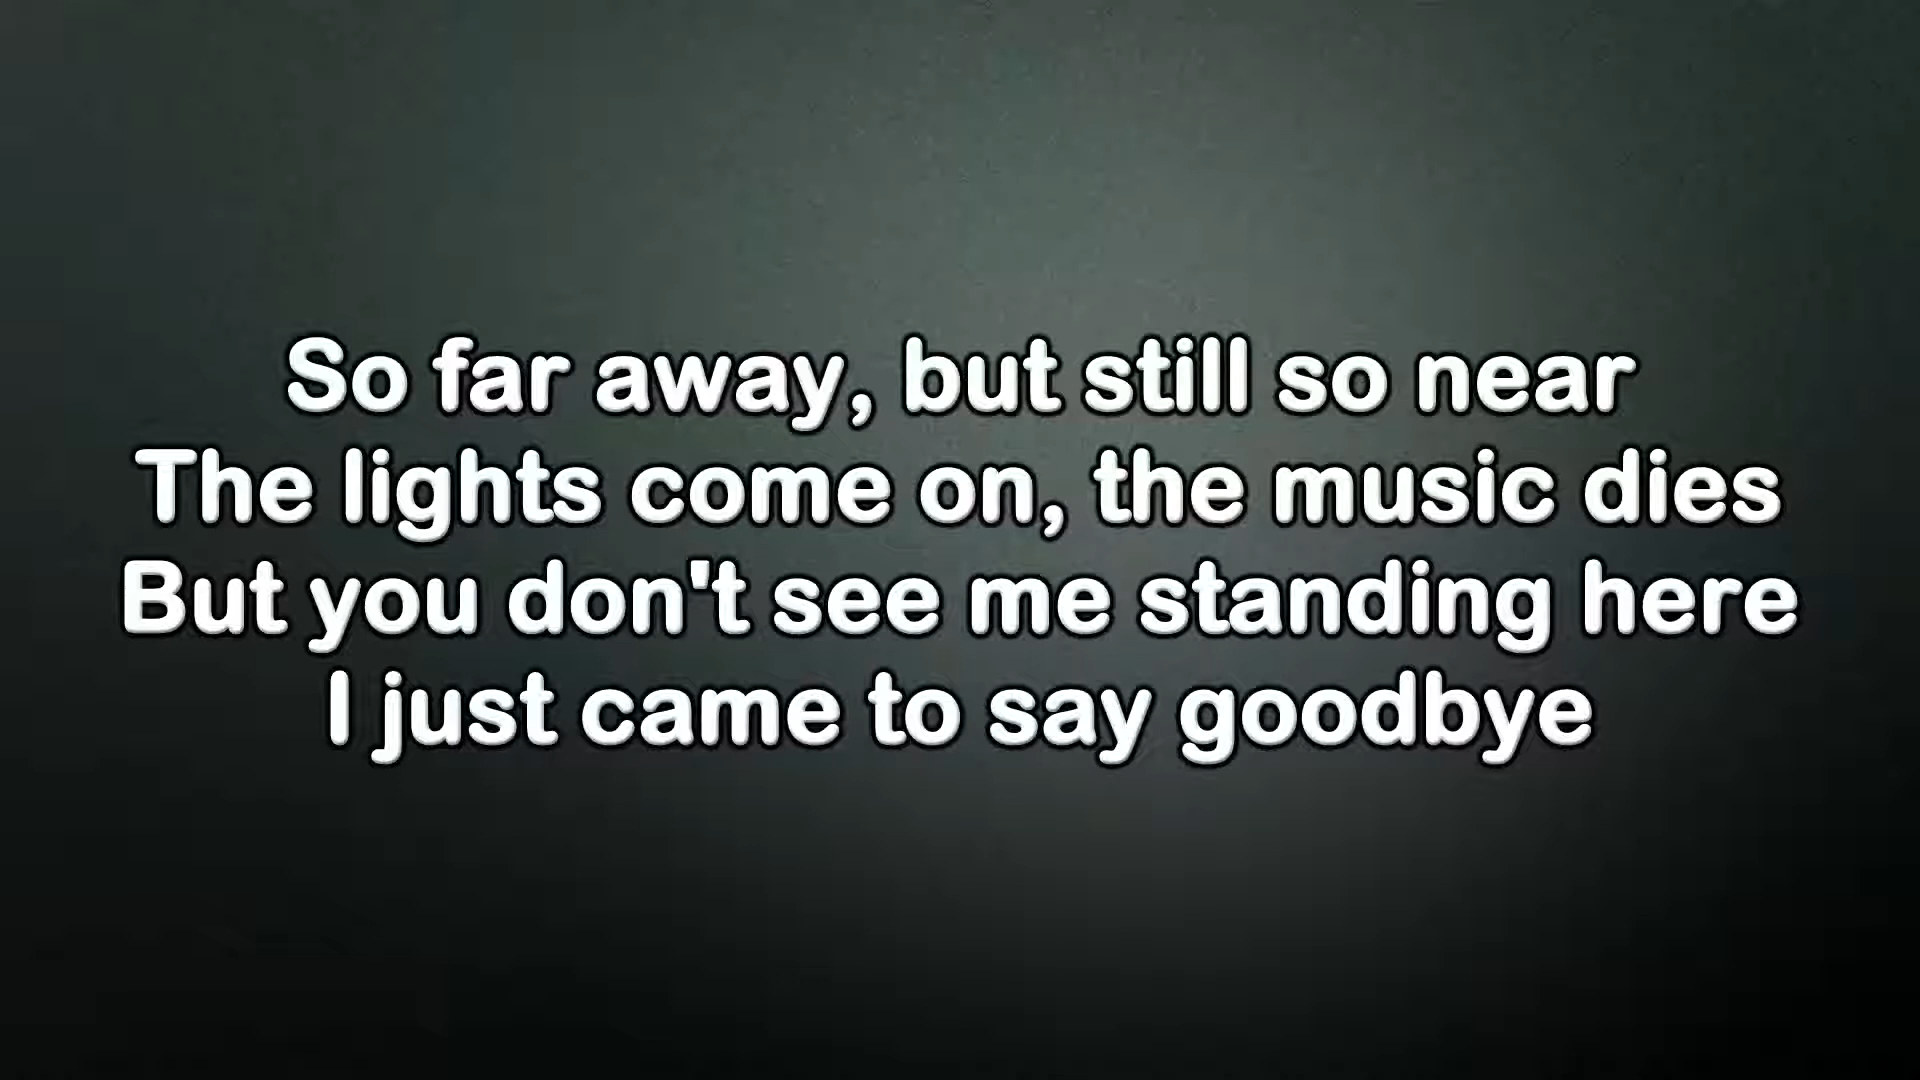 So far away, but still so near
The lights come on, the music dies
But you don't see me standing here
I just came to say goodbye